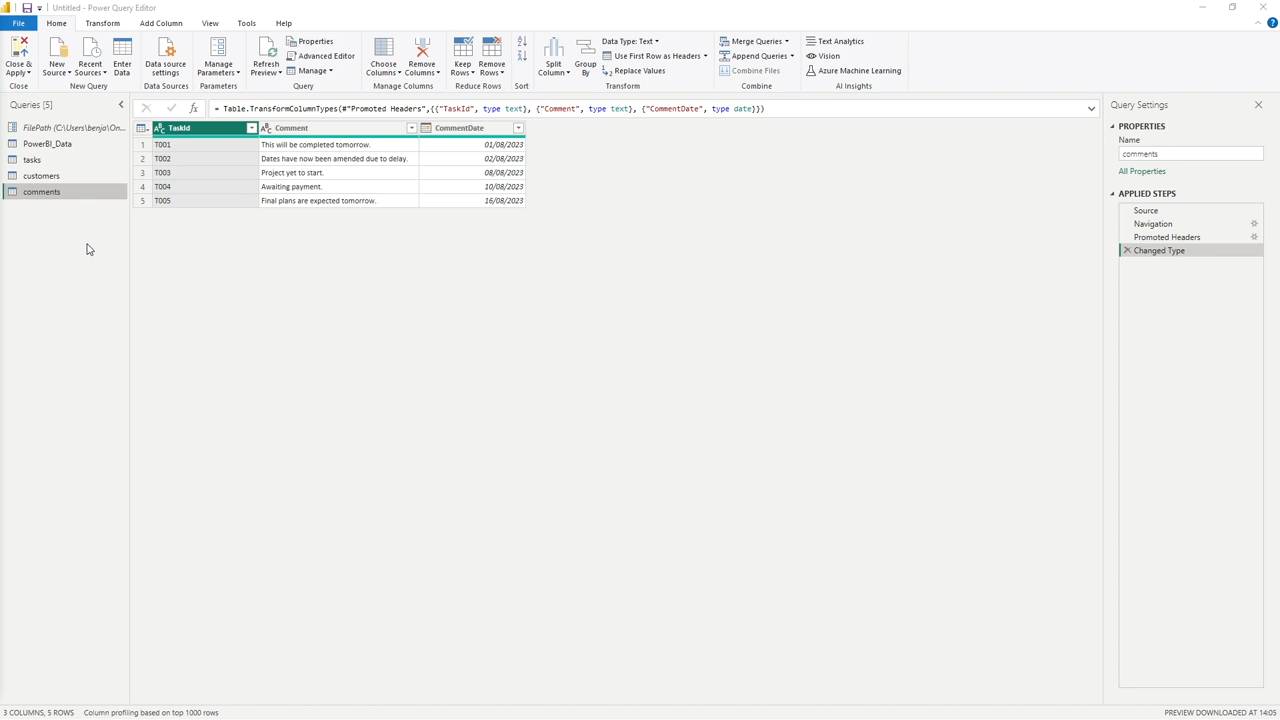 Untitled - Power Query Editor
File Home Transform Add Column View Tools Help
Close & Apply New Source Recent Sources Enter Data Data source settings Manage Parameters Refresh Preview Properties Advanced Editor Manage Choose Columns Remove Columns Keep Rows Remove Rows Split Column Group By Data Type: Text Use First Row as Headers Replace Values Merge Queries Append Queries Combine Files Text Analytics Vision Azure Machine Learning
Close New Query Data Sources Parameters Query Manage Columns Reduce Rows Sort Transform Combine AI Insights
Queries [5]
FilePath (C:\Users\benja\On...
PowerBI_Data
tasks
customers
comments
= Table.TransformColumnTypes(#"Promoted Headers",{{"TaskId", type text}, {"Comment", type text}, {"CommentDate", type date}})
TaskId Comment CommentDate
1 T001 This will be completed tomorrow. 01/08/2023
2 T002 Dates have now been amended due to delay. 02/08/2023
3 T003 Project yet to start. 08/08/2023
4 T004 Awaiting payment. 10/08/2023
5 T005 Final plans are expected tomorrow. 16/08/2023
Query Settings
PROPERTIES
Name
comments
All Properties
APPLIED STEPS
Source
Navigation
Promoted Headers
Changed Type
3 COLUMNS, 5 ROWS Column profiling based on top 1000 rows
PREVIEW DOWNLOADED AT 14:05